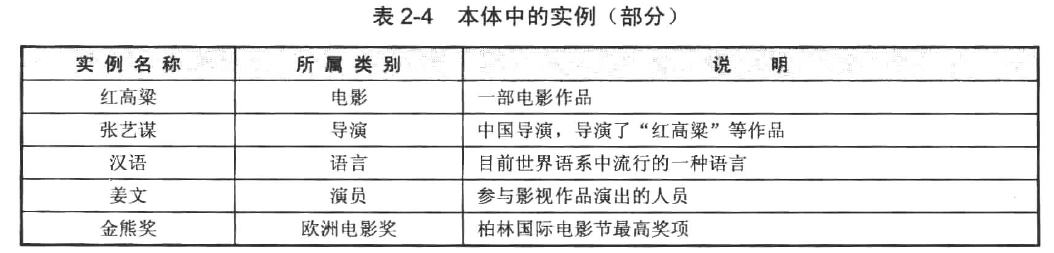 表2-4 本体中的实例（部分）
实例名称 所属类别 说明
红高粱 电影 一部电影作品
张艺谋 导演 中国导演，导演了“红高粱”等作品
汉语 语言 目前世界语系中流行的一种语言
姜文 演员 参与影视作品演出的人员
金熊奖 欧洲电影奖 柏林国际电影节最高奖项